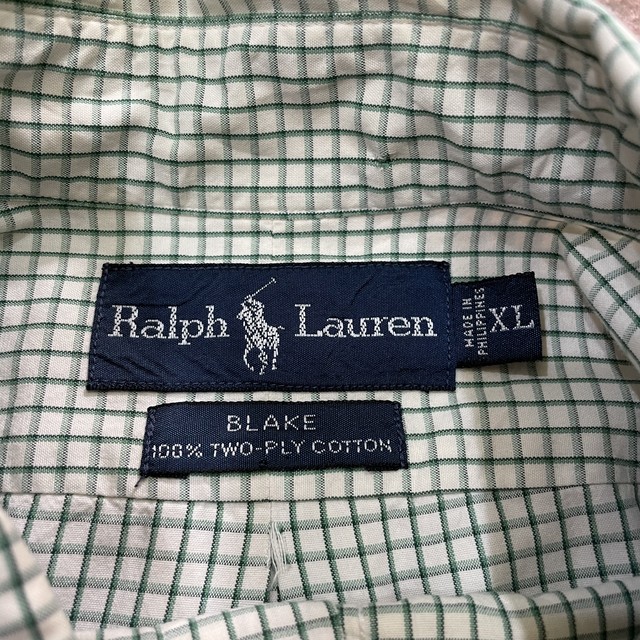 Ralph Lauren
MADE IN
PHILIPPINES
XL
BLAKE
100% TWO-PLY COTTON